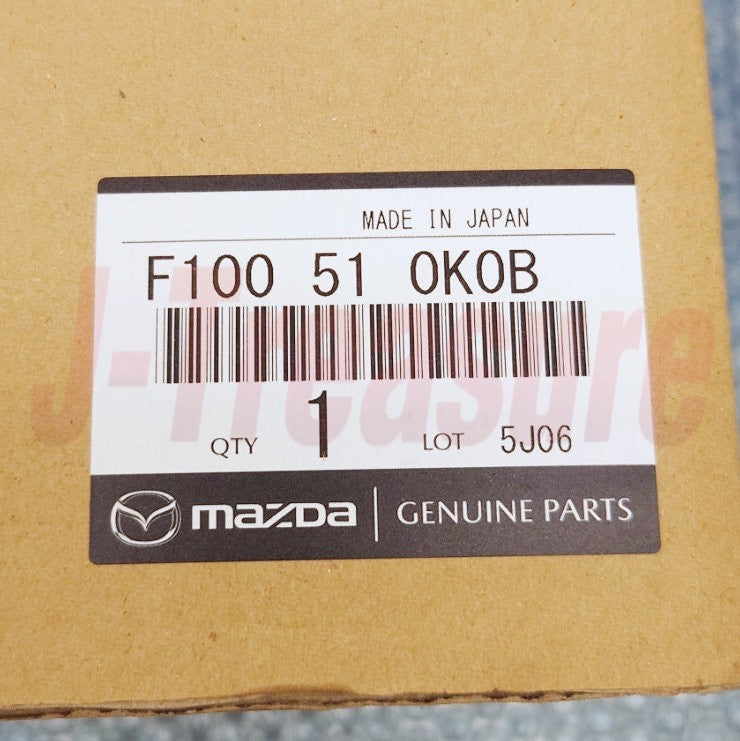 MADE IN JAPAN
F100 51 0K0B
J-Treasure
QTY 1 LOT 5J06
mazda GENUINE PARTS